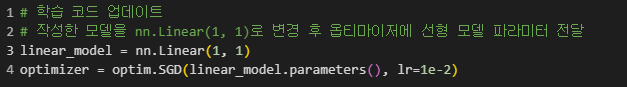 1 # 학습 코드 업데이트
2 # 작성한 모델을 nn.Linear(1, 1)로 변경 후 옵티마이저에 선형 모델 파라미터 전달
3 linear_model = nn.Linear(1, 1)
4 optimizer = optim.SGD(linear_model.parameters(), lr=1e-2)